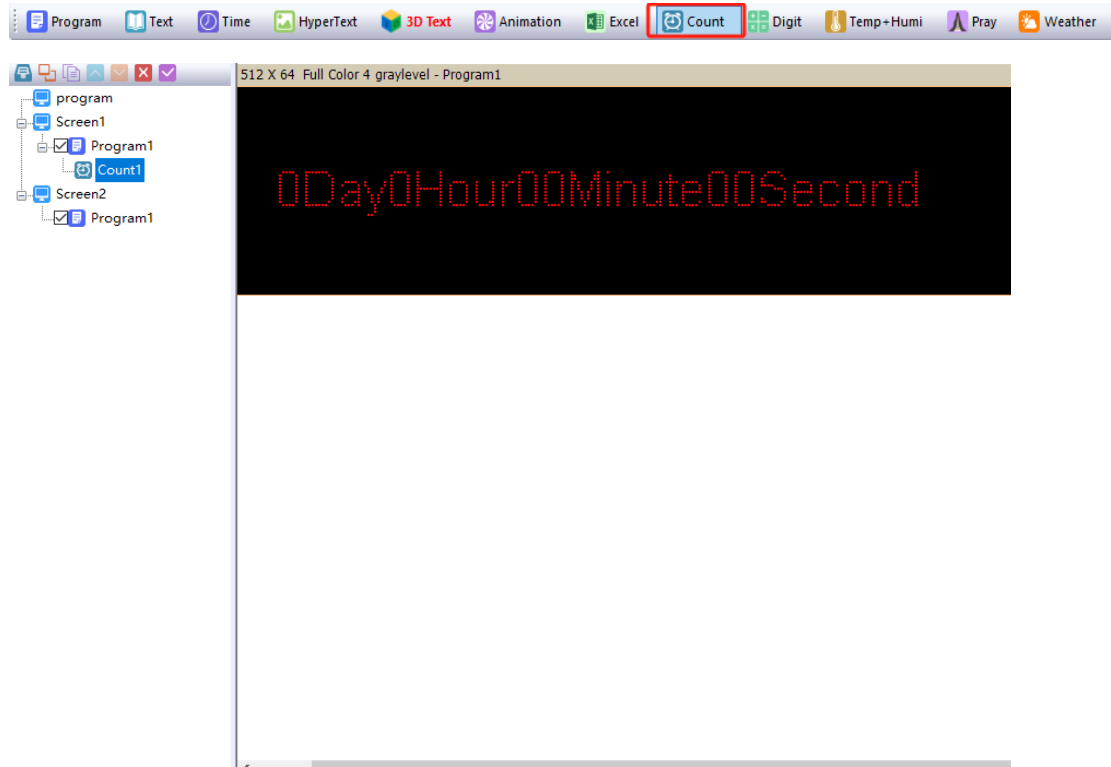 Program Text Time HyperText 3D Text Animation Excel Count Digit Temp+Humi Pray Weather
512 X 64 Full Color 4 graylevel - Program1
program
Screen1
Program1
Count1
Screen2
Program1
0Day0Hour00Minute00Second